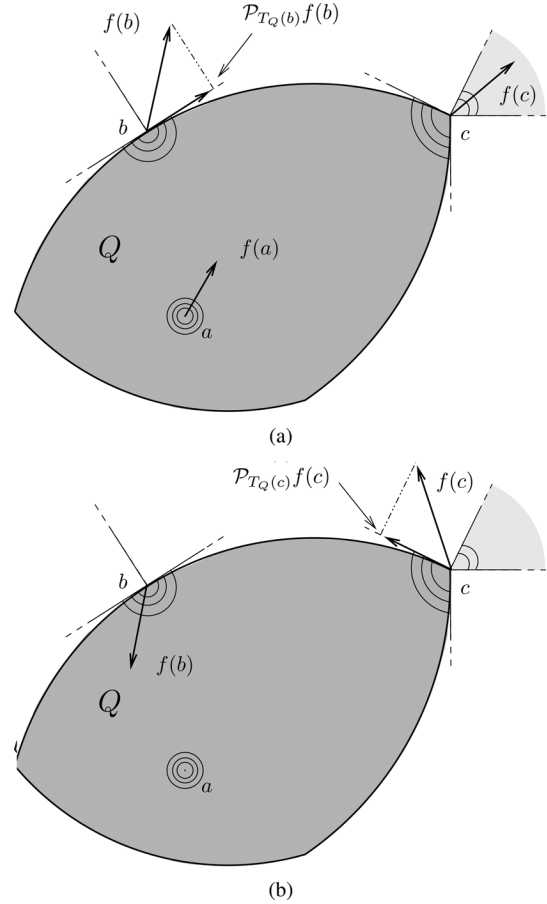 f(b)
𝒫_{T_Q(b)} f(b)
b
f(c)
c
Q
f(a)
a
(a)
𝒫_{T_Q(c)} f(c)
f(c)
b
c
f(b)
Q
a
(b)